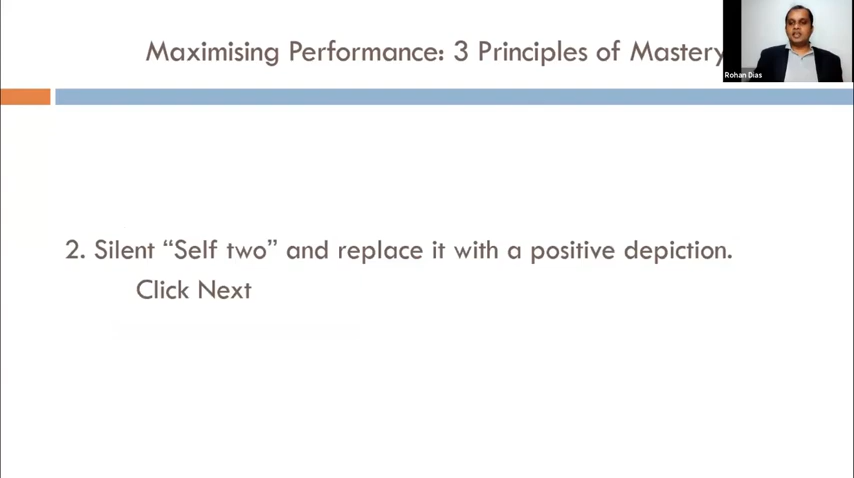 Maximising Performance: 3 Principles of Mastery
Rohan Dias
2. Silent “Self two” and replace it with a positive depiction.
Click Next